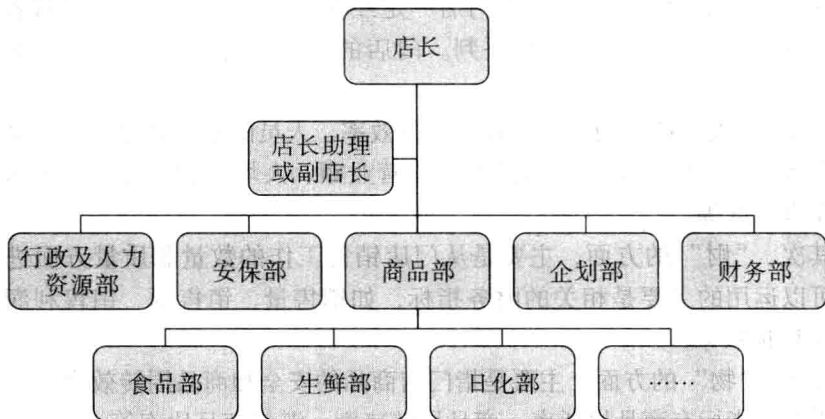 店长
店长助理
或副店长
行政及人力
资源部
安保部
商品部
企划部
财务部
食品部
生鲜部
日化部
……